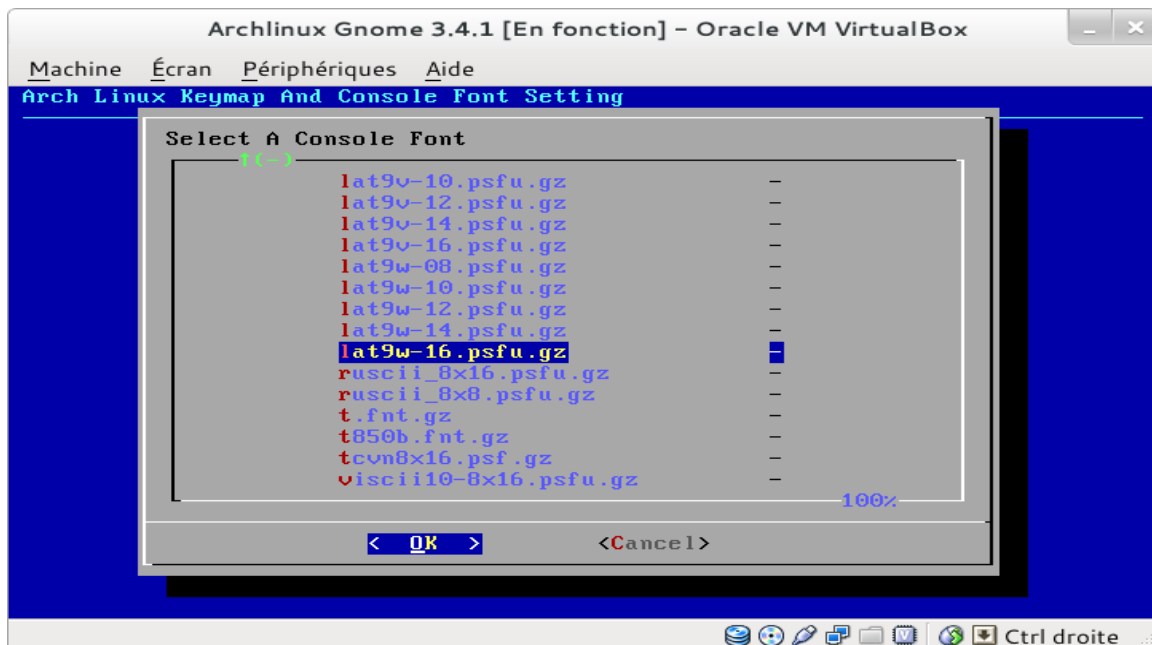 Archlinux Gnome 3.4.1 [En fonction] – Oracle VM VirtualBox
Machine Écran Périphériques Aide
Arch Linux Keymap And Console Font Setting
Select A Console Font
↑(-)
lat9v-10.psfu.gz -
lat9v-12.psfu.gz -
lat9v-14.psfu.gz -
lat9v-16.psfu.gz -
lat9w-08.psfu.gz -
lat9w-10.psfu.gz -
lat9w-12.psfu.gz -
lat9w-14.psfu.gz -
lat9w-16.psfu.gz -
ruscii_8x16.psfu.gz -
ruscii_8x8.psfu.gz -
t.fnt.gz -
t850b.fnt.gz -
tcvn8x16.psf.gz -
viscii10-8x16.psfu.gz -
100%
< OK > <Cancel>
Ctrl droite